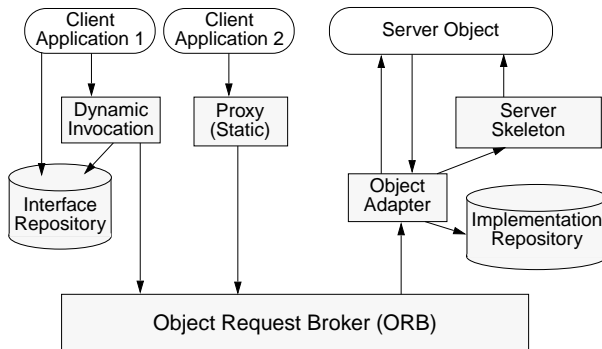 Client
Application 1
Client
Application 2
Server Object
Dynamic
Invocation
Proxy
(Static)
Server
Skeleton
Interface
Repository
Object
Adapter
Implementation
Repository
Object Request Broker (ORB)